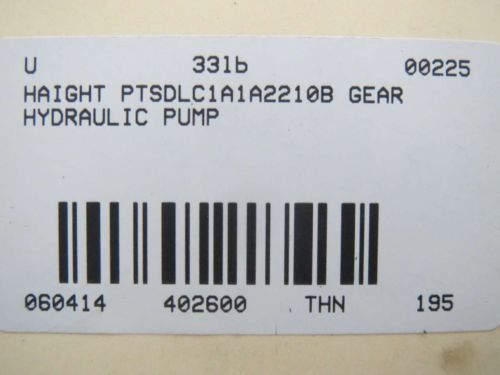 U 331b 00225
HAIGHT PTSDLC1A1A2210B GEAR
HYDRAULIC PUMP
060414 402600 THN 195